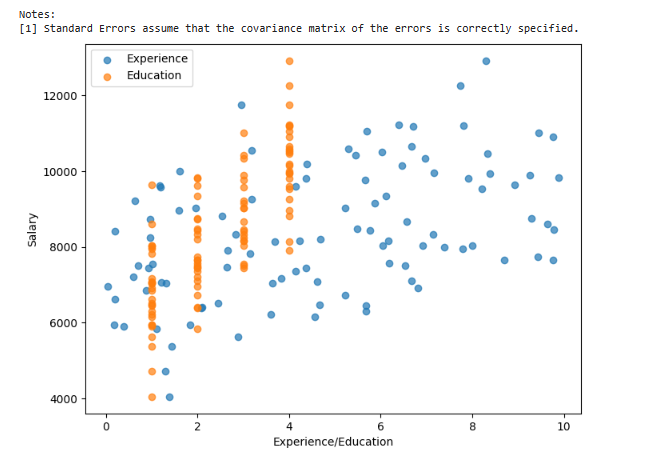 Notes:
[1] Standard Errors assume that the covariance matrix of the errors is correctly specified.
Experience
Education
12000
10000
8000
6000
4000
Salary
0 2 4 6 8 10
Experience/Education